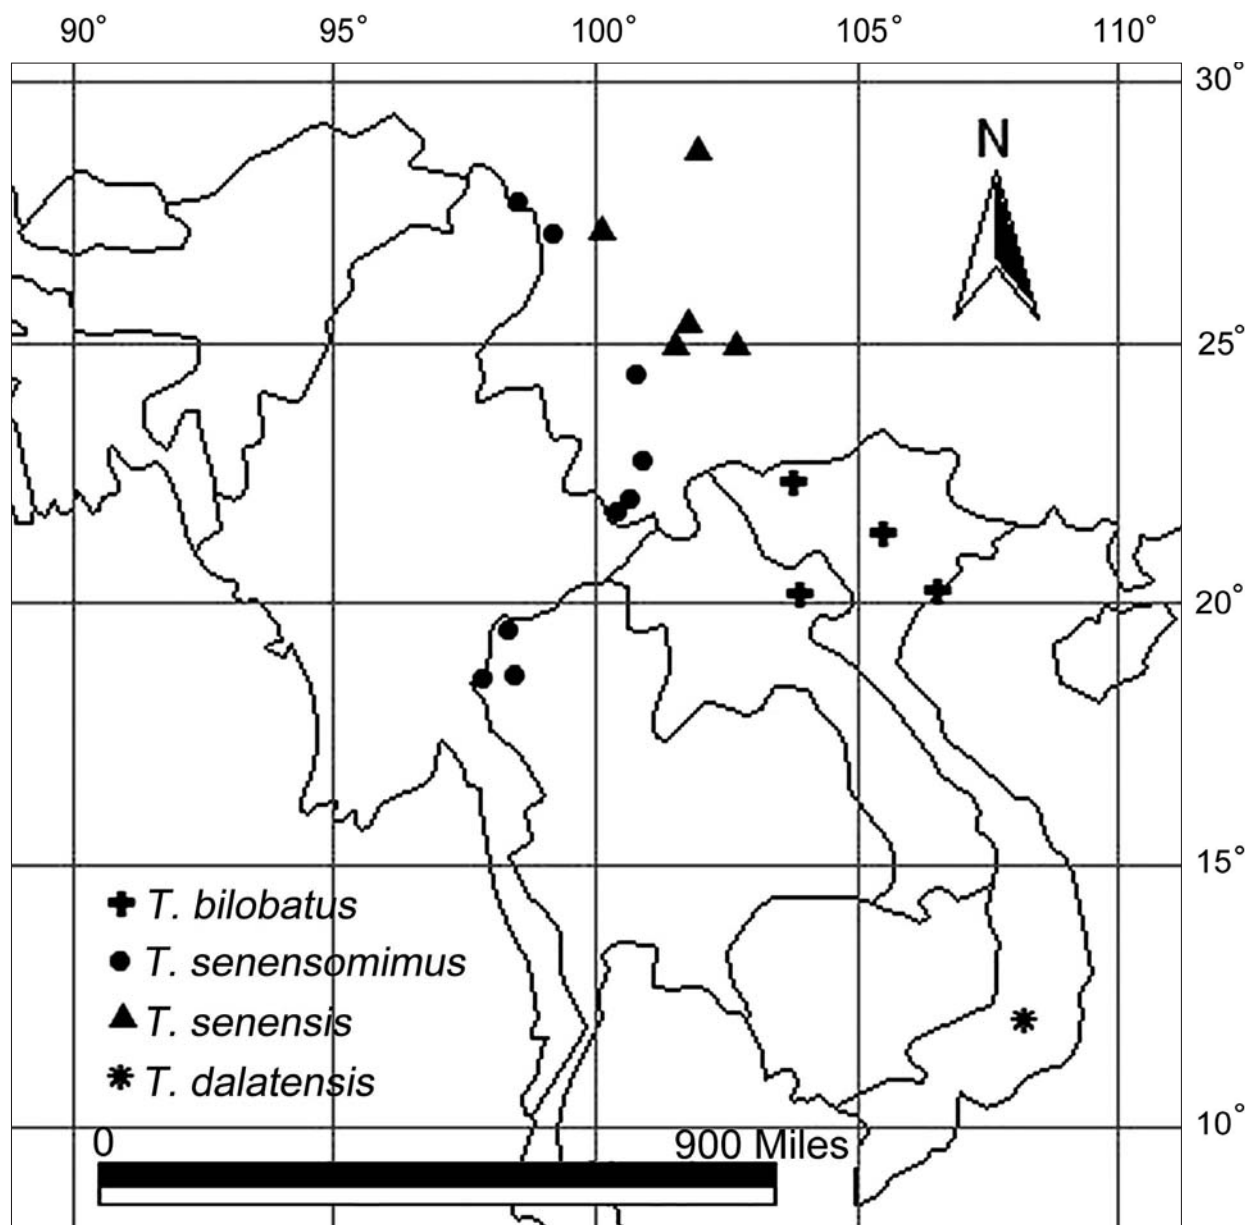 90° 95° 100° 105° 110°
30°
N
25°
20°
15°
T. bilobatus
T. senensomimus
T. senensis
T. dalatensis
10°
0 900 Miles